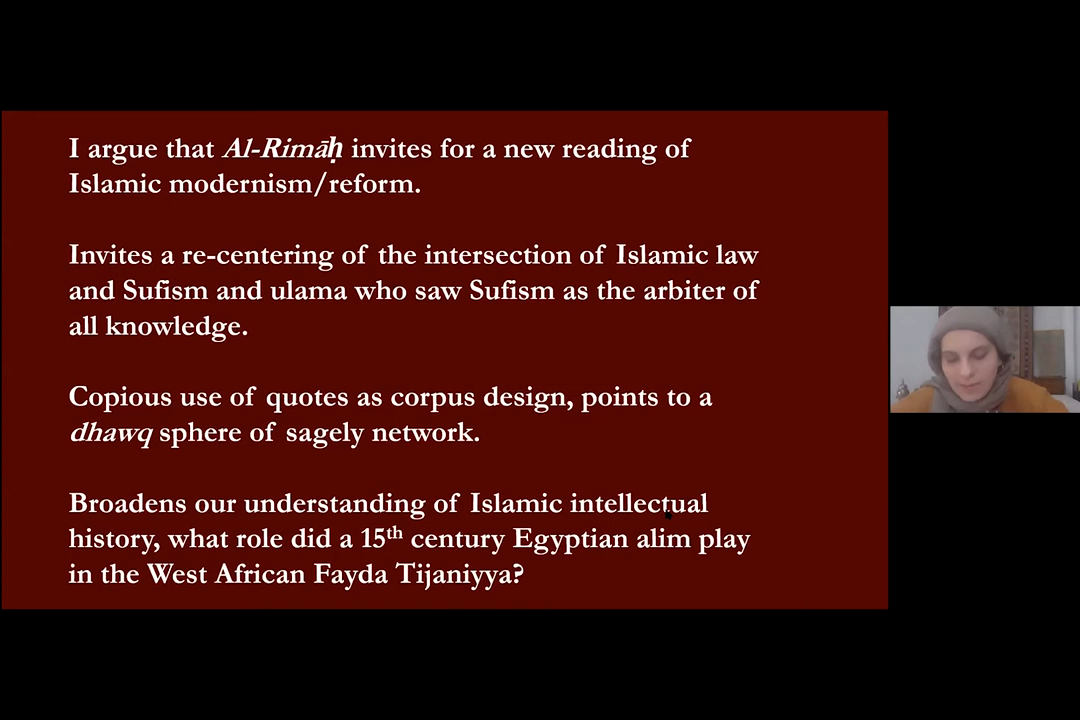 I argue that Al-Rimāḥ invites for a new reading of
Islamic modernism/reform.
Invites a re-centering of the intersection of Islamic law
and Sufism and ulama who saw Sufism as the arbiter of
all knowledge.
Copious use of quotes as corpus design, points to a
dhawq sphere of sagely network.
Broadens our understanding of Islamic intellectual
history, what role did a 15th century Egyptian alim play
in the West African Fayda Tijaniyya?